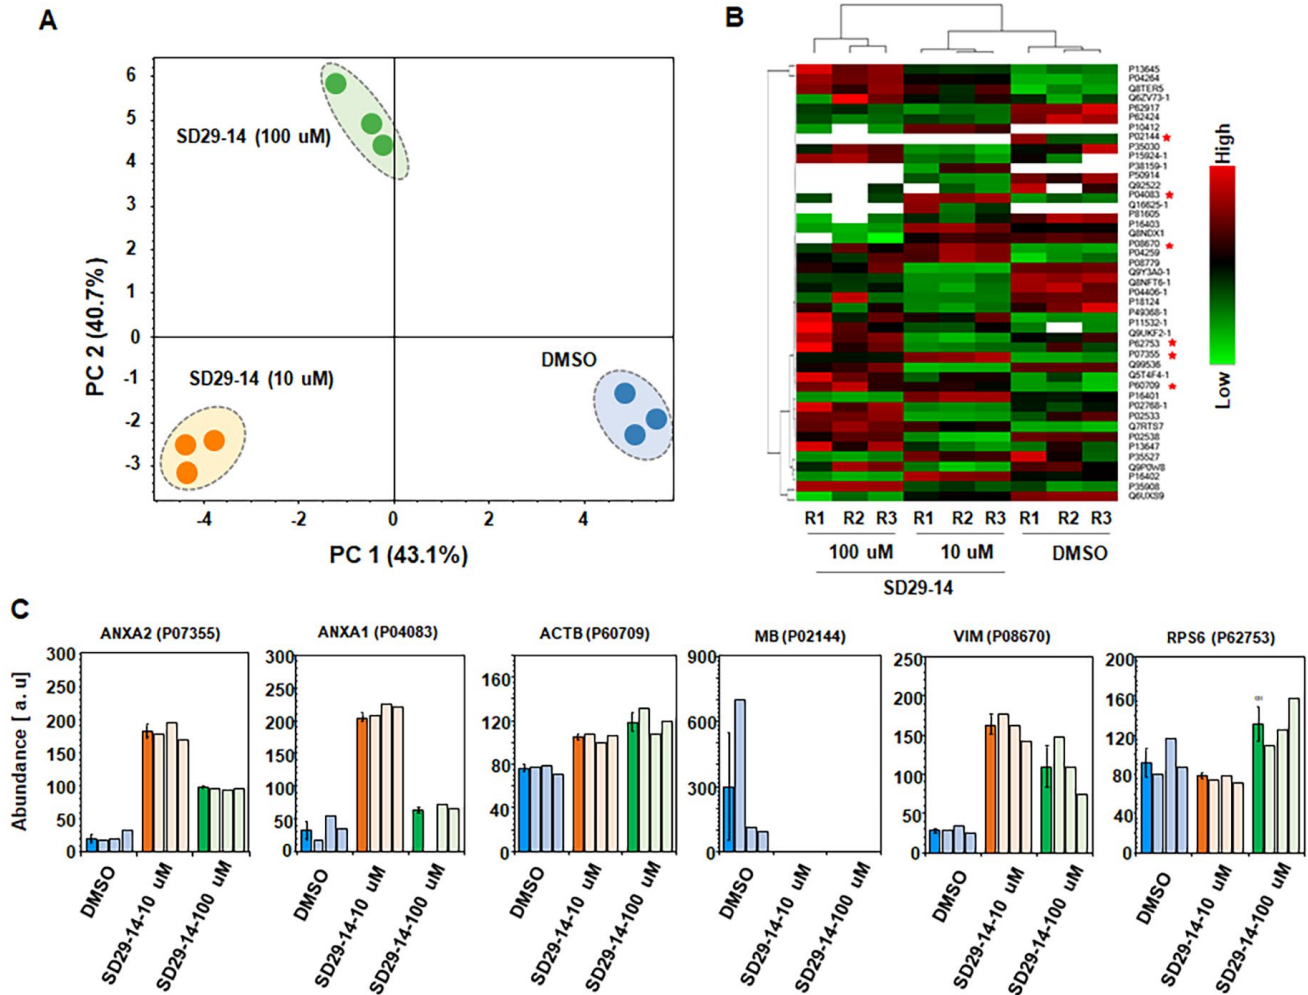 A
6
5
4
3
2
1
0
-1
-2
-3
PC 2 (40.7%)
SD29-14 (100 uM)
SD29-14 (10 uM)
DMSO
-4
-2
0
2
4
PC 1 (43.1%)
B
P13645
P04264
Q8TER5
Q6ZV73-1
P62917
P62424
P10412
P02144
P35030
P15924-1
P38159-1
P50914
Q92522
P04083
Q16625-1
P81605
P16403
Q8NDX1
P08670
P04259
P08779
Q9Y3A0-1
Q8NFT6-1
P04406-1
P18124
P49368-1
P11532-1
Q9UKF2-1
P62753
P07355
Q99536
Q5T4F4-1
P60709
P16401
P02768-1
P02533
Q7RTS7
P02538
P13647
P35527
Q9P0W8
P16402
P35908
Q6UXS9
High
Low
R1 R2 R3 R1 R2 R3 R1 R2 R3
100 uM 10 uM DMSO
SD29-14
C
Abundance [ a. u]
ANXA2 (P07355)
300
250
200
150
100
50
0
DMSO
SD29-14-10 uM
SD29-14-100 uM
ANXA1 (P04083)
300
250
200
150
100
50
0
DMSO
SD29-14-10 uM
SD29-14-100 uM
ACTB (P60709)
160
120
80
40
0
DMSO
SD29-14-10 uM
SD29-14-100 uM
MB (P02144)
900
600
300
0
DMSO
SD29-14-10 uM
SD29-14-100 uM
VIM (P08670)
250
200
150
100
50
0
DMSO
SD29-14-10 uM
SD29-14-100 uM
RPS6 (P62753)
200
160
120
80
40
0
DMSO
SD29-14-10 uM
SD29-14-100 uM